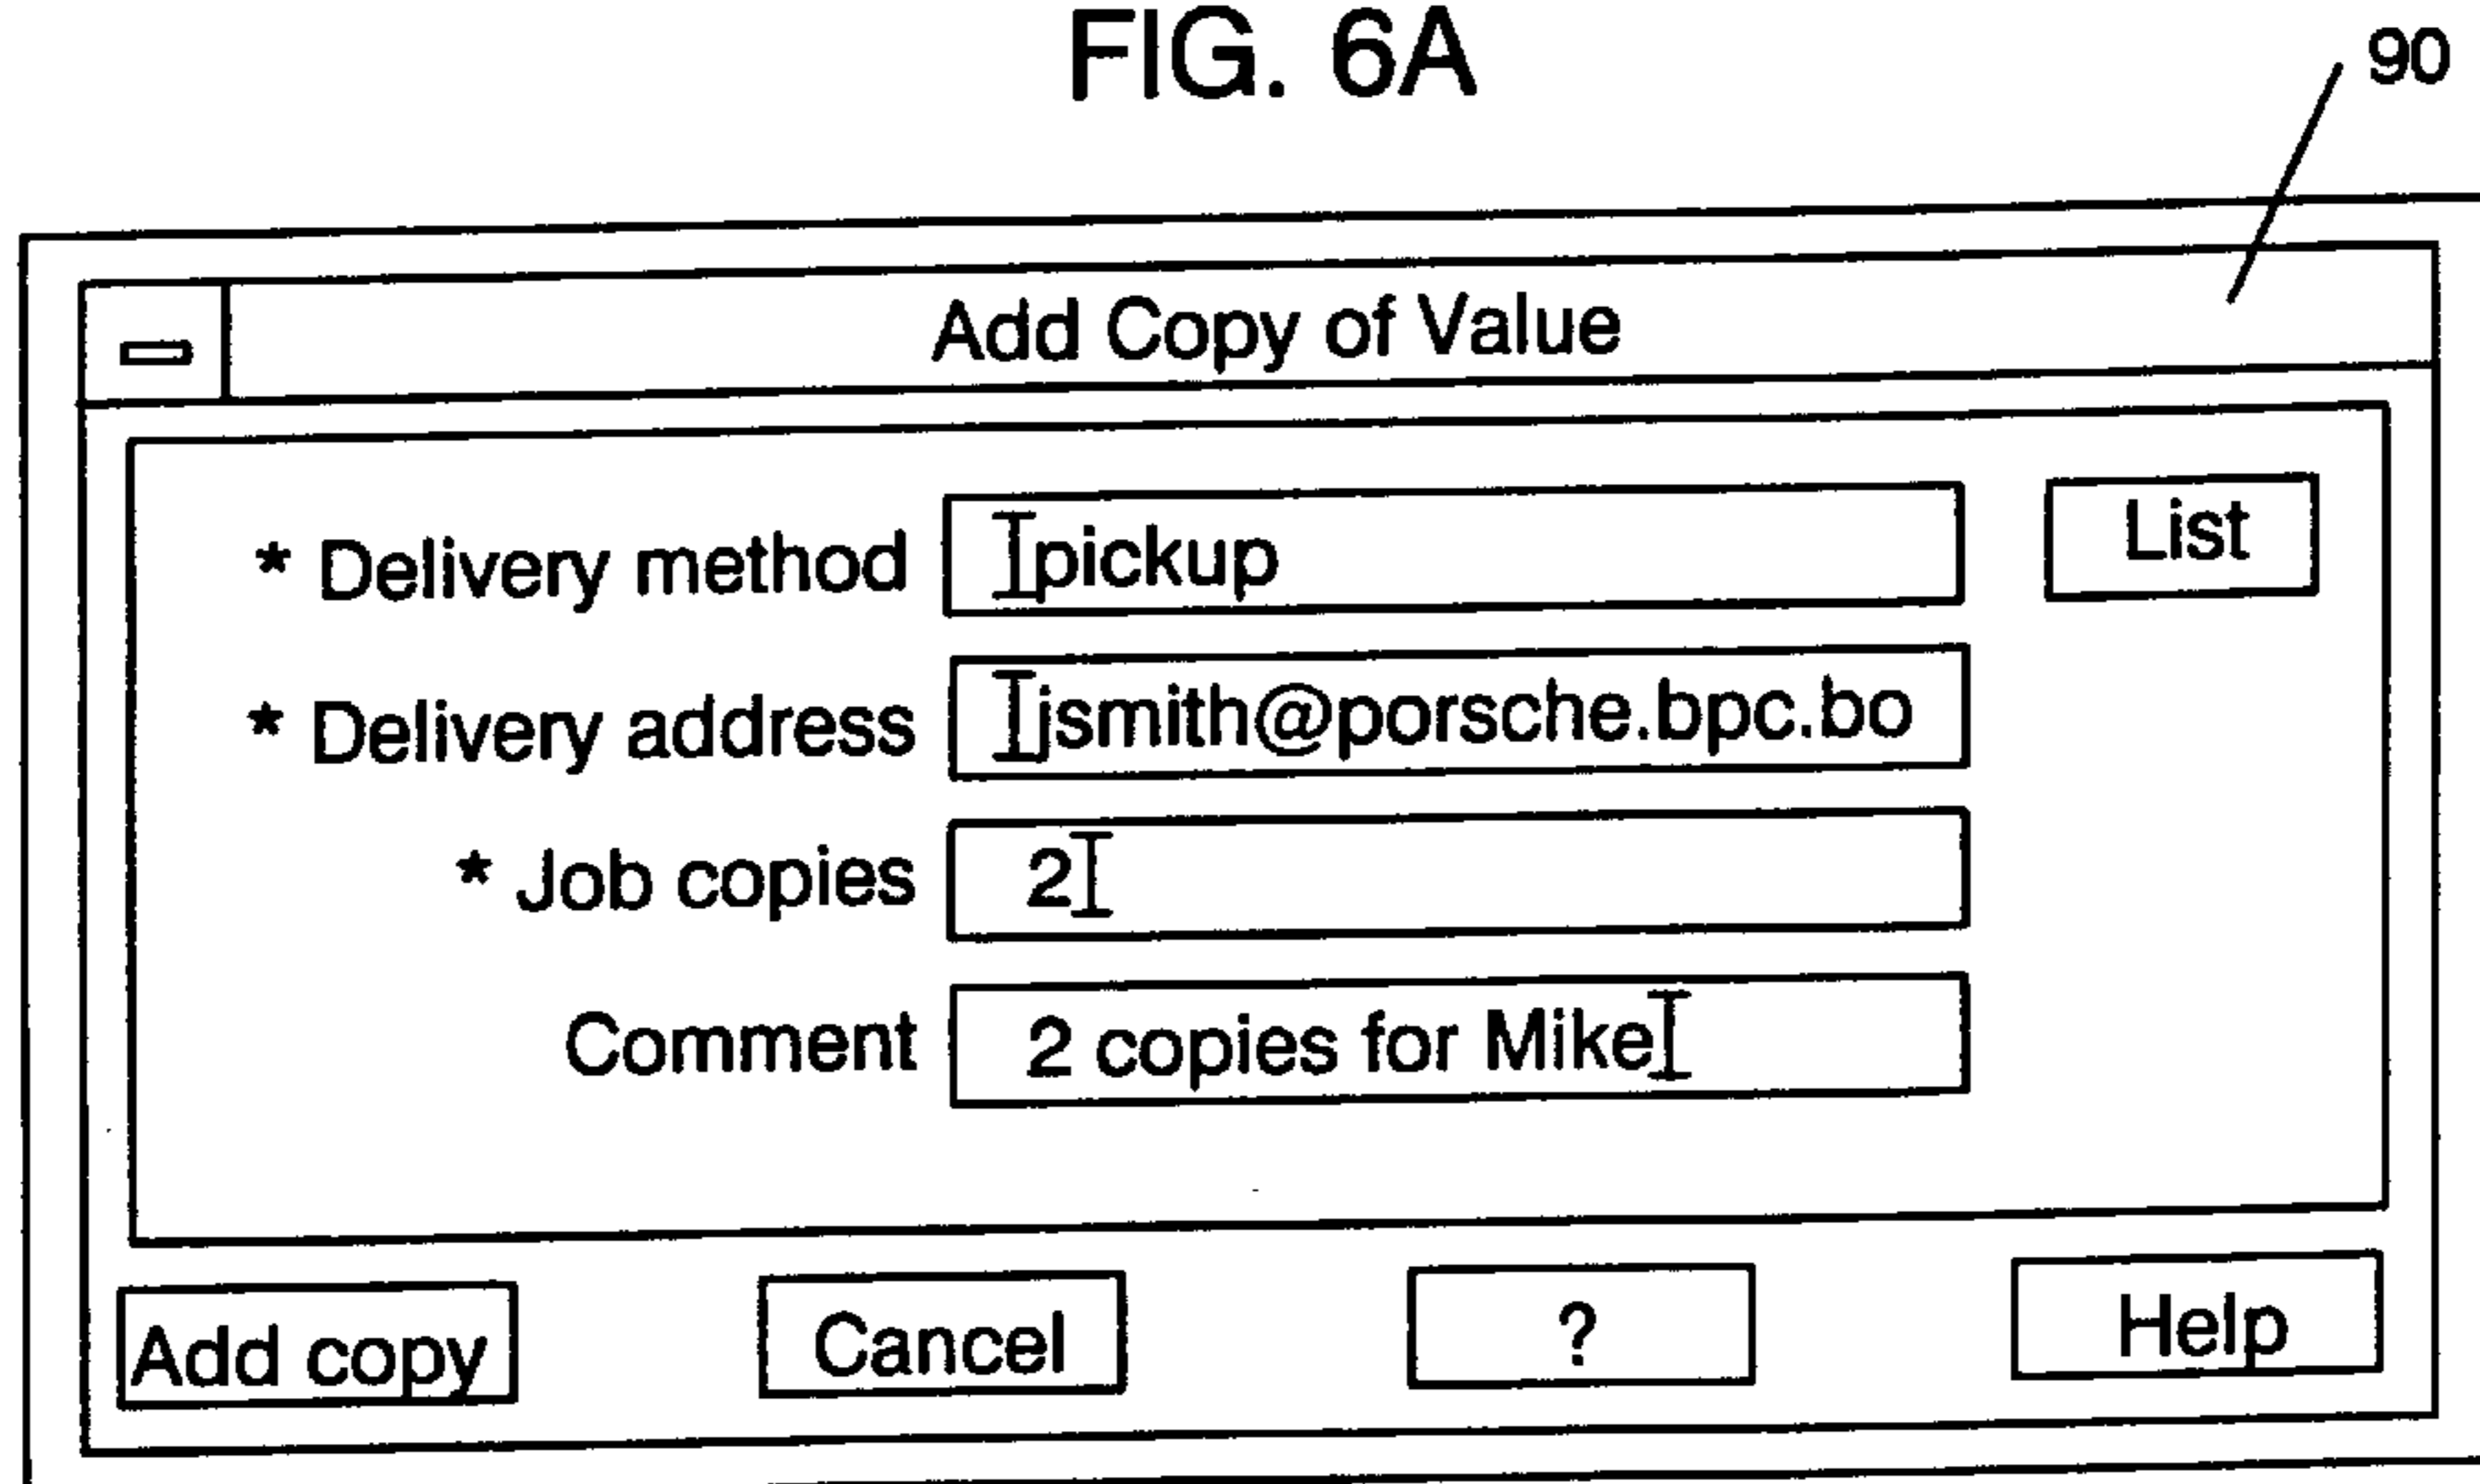 FIG. 6A
90
Add Copy of Value
* Delivery method pickup List
* Delivery address jsmith@porsche.bpc.bo
* Job copies 2
Comment 2 copies for Mike
Add copy Cancel ? Help